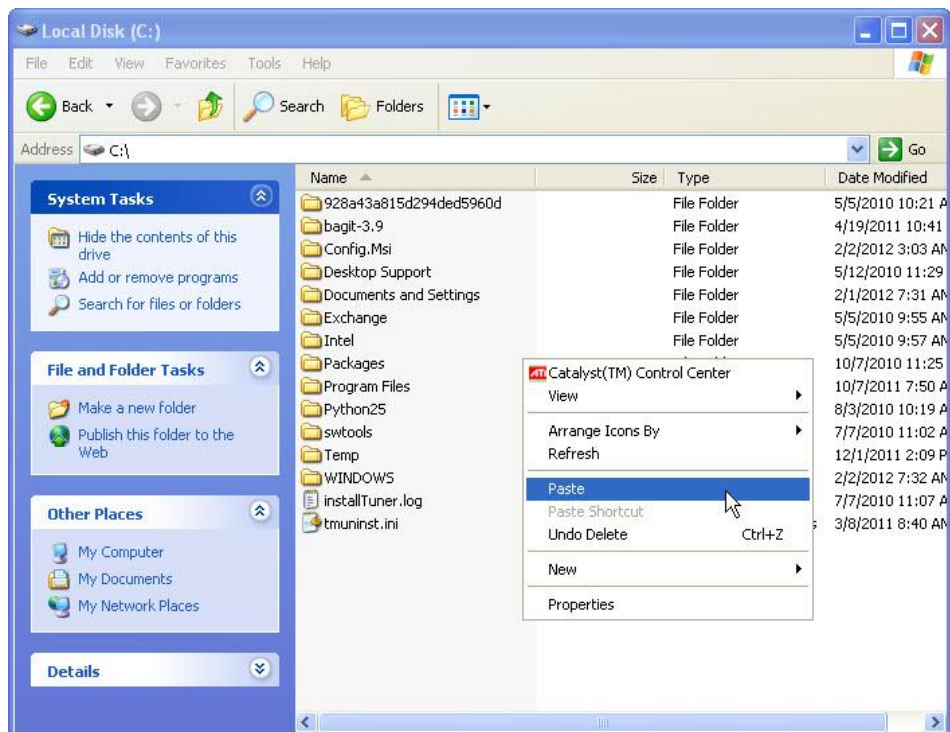 Local Disk (C:)
File Edit View Favorites Tools Help
Back Search Folders
Address C:\ Go
System Tasks
Hide the contents of this
drive
Add or remove programs
Search for files or folders
File and Folder Tasks
Make a new folder
Publish this folder to the
Web
Other Places
My Computer
My Documents
My Network Places
Details
Name Size Type Date Modified
928a43a815d294ded5960d File Folder 5/5/2010 10:21 A
bagit-3.9 File Folder 4/19/2011 10:41
Config.Msi File Folder 2/2/2012 3:03 AM
Desktop Support File Folder 5/12/2010 11:29
Documents and Settings File Folder 2/1/2012 7:31 AM
Exchange File Folder 5/5/2010 9:55 AM
Intel File Folder 5/5/2010 9:57 AM
Packages 10/7/2010 11:25
Program Files 10/7/2011 7:50 A
Python25 8/3/2010 10:19 A
swtools 7/7/2010 11:02 A
Temp 12/1/2011 2:09 P
WINDOWS 2/2/2012 7:32 AM
installTuner.log 7/7/2010 11:07 A
tmuninst.ini 3/8/2011 8:40 AM
ATI Catalyst(TM) Control Center
View
Arrange Icons By
Refresh
Paste
Paste Shortcut
Undo Delete Ctrl+Z
New
Properties